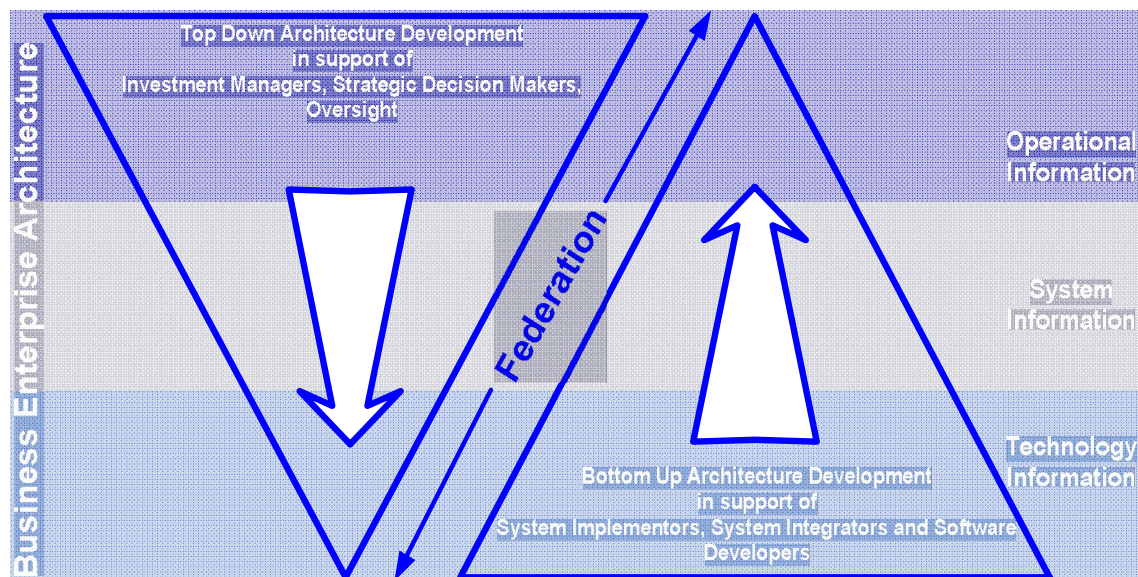 Top Down Architecture Development
in support of
Investment Managers, Strategic Decision Makers,
Oversight
Business Enterprise Architecture
Operational
Information
Federation
System
Information
Technology
Information
Bottom Up Architecture Development
in support of
System Implementors, System Integrators and Software
Developers